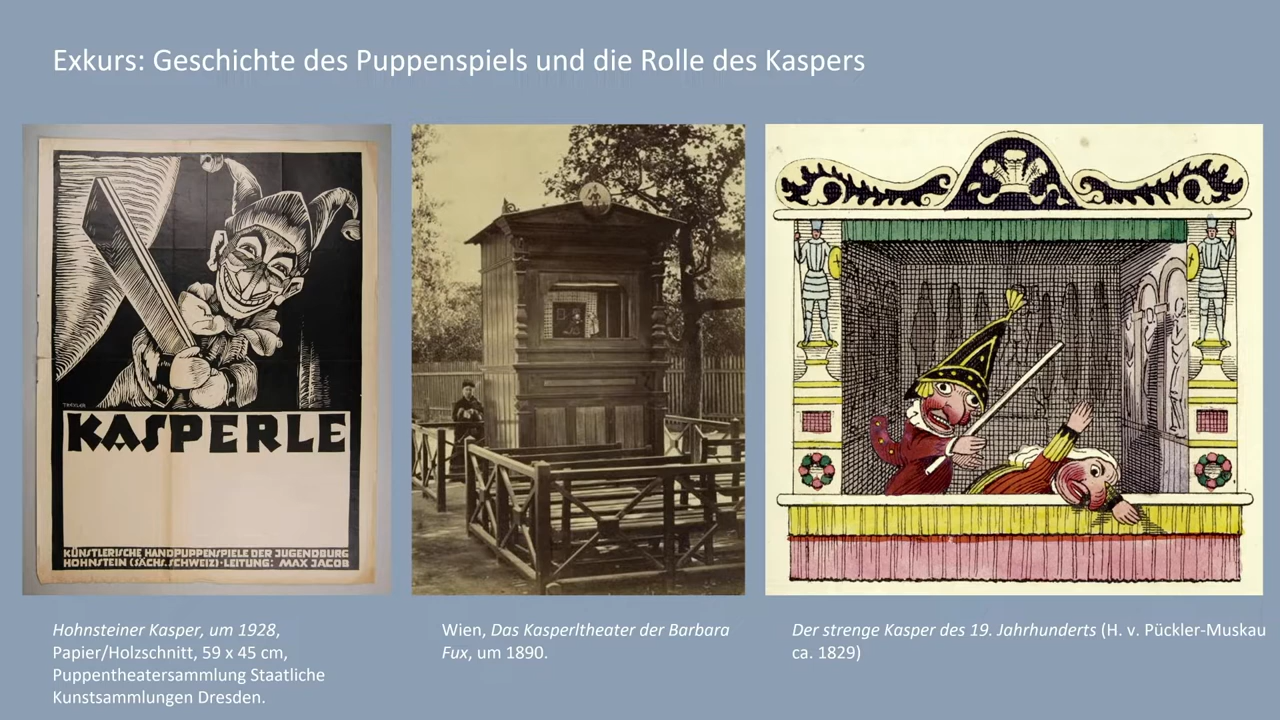 Exkurs: Geschichte des Puppenspiels und die Rolle des Kaspers
TREXLER
KASPERLE
KÜNSTLERISCHE HANDPUPPENSPIELE DER JUGENDBURG
HOHNSTEIN (SÄCHS. SCHWEIZ) · LEITUNG: MAX JACOB
Hohnsteiner Kasper, um 1928,
Papier/Holzschnitt, 59 x 45 cm,
Puppentheatersammlung Staatliche
Kunstsammlungen Dresden.
Wien, Das Kasperltheater der Barbara
Fux, um 1890.
Der strenge Kasper des 19. Jahrhunderts (H. v. Pückler-Muskau
ca. 1829)